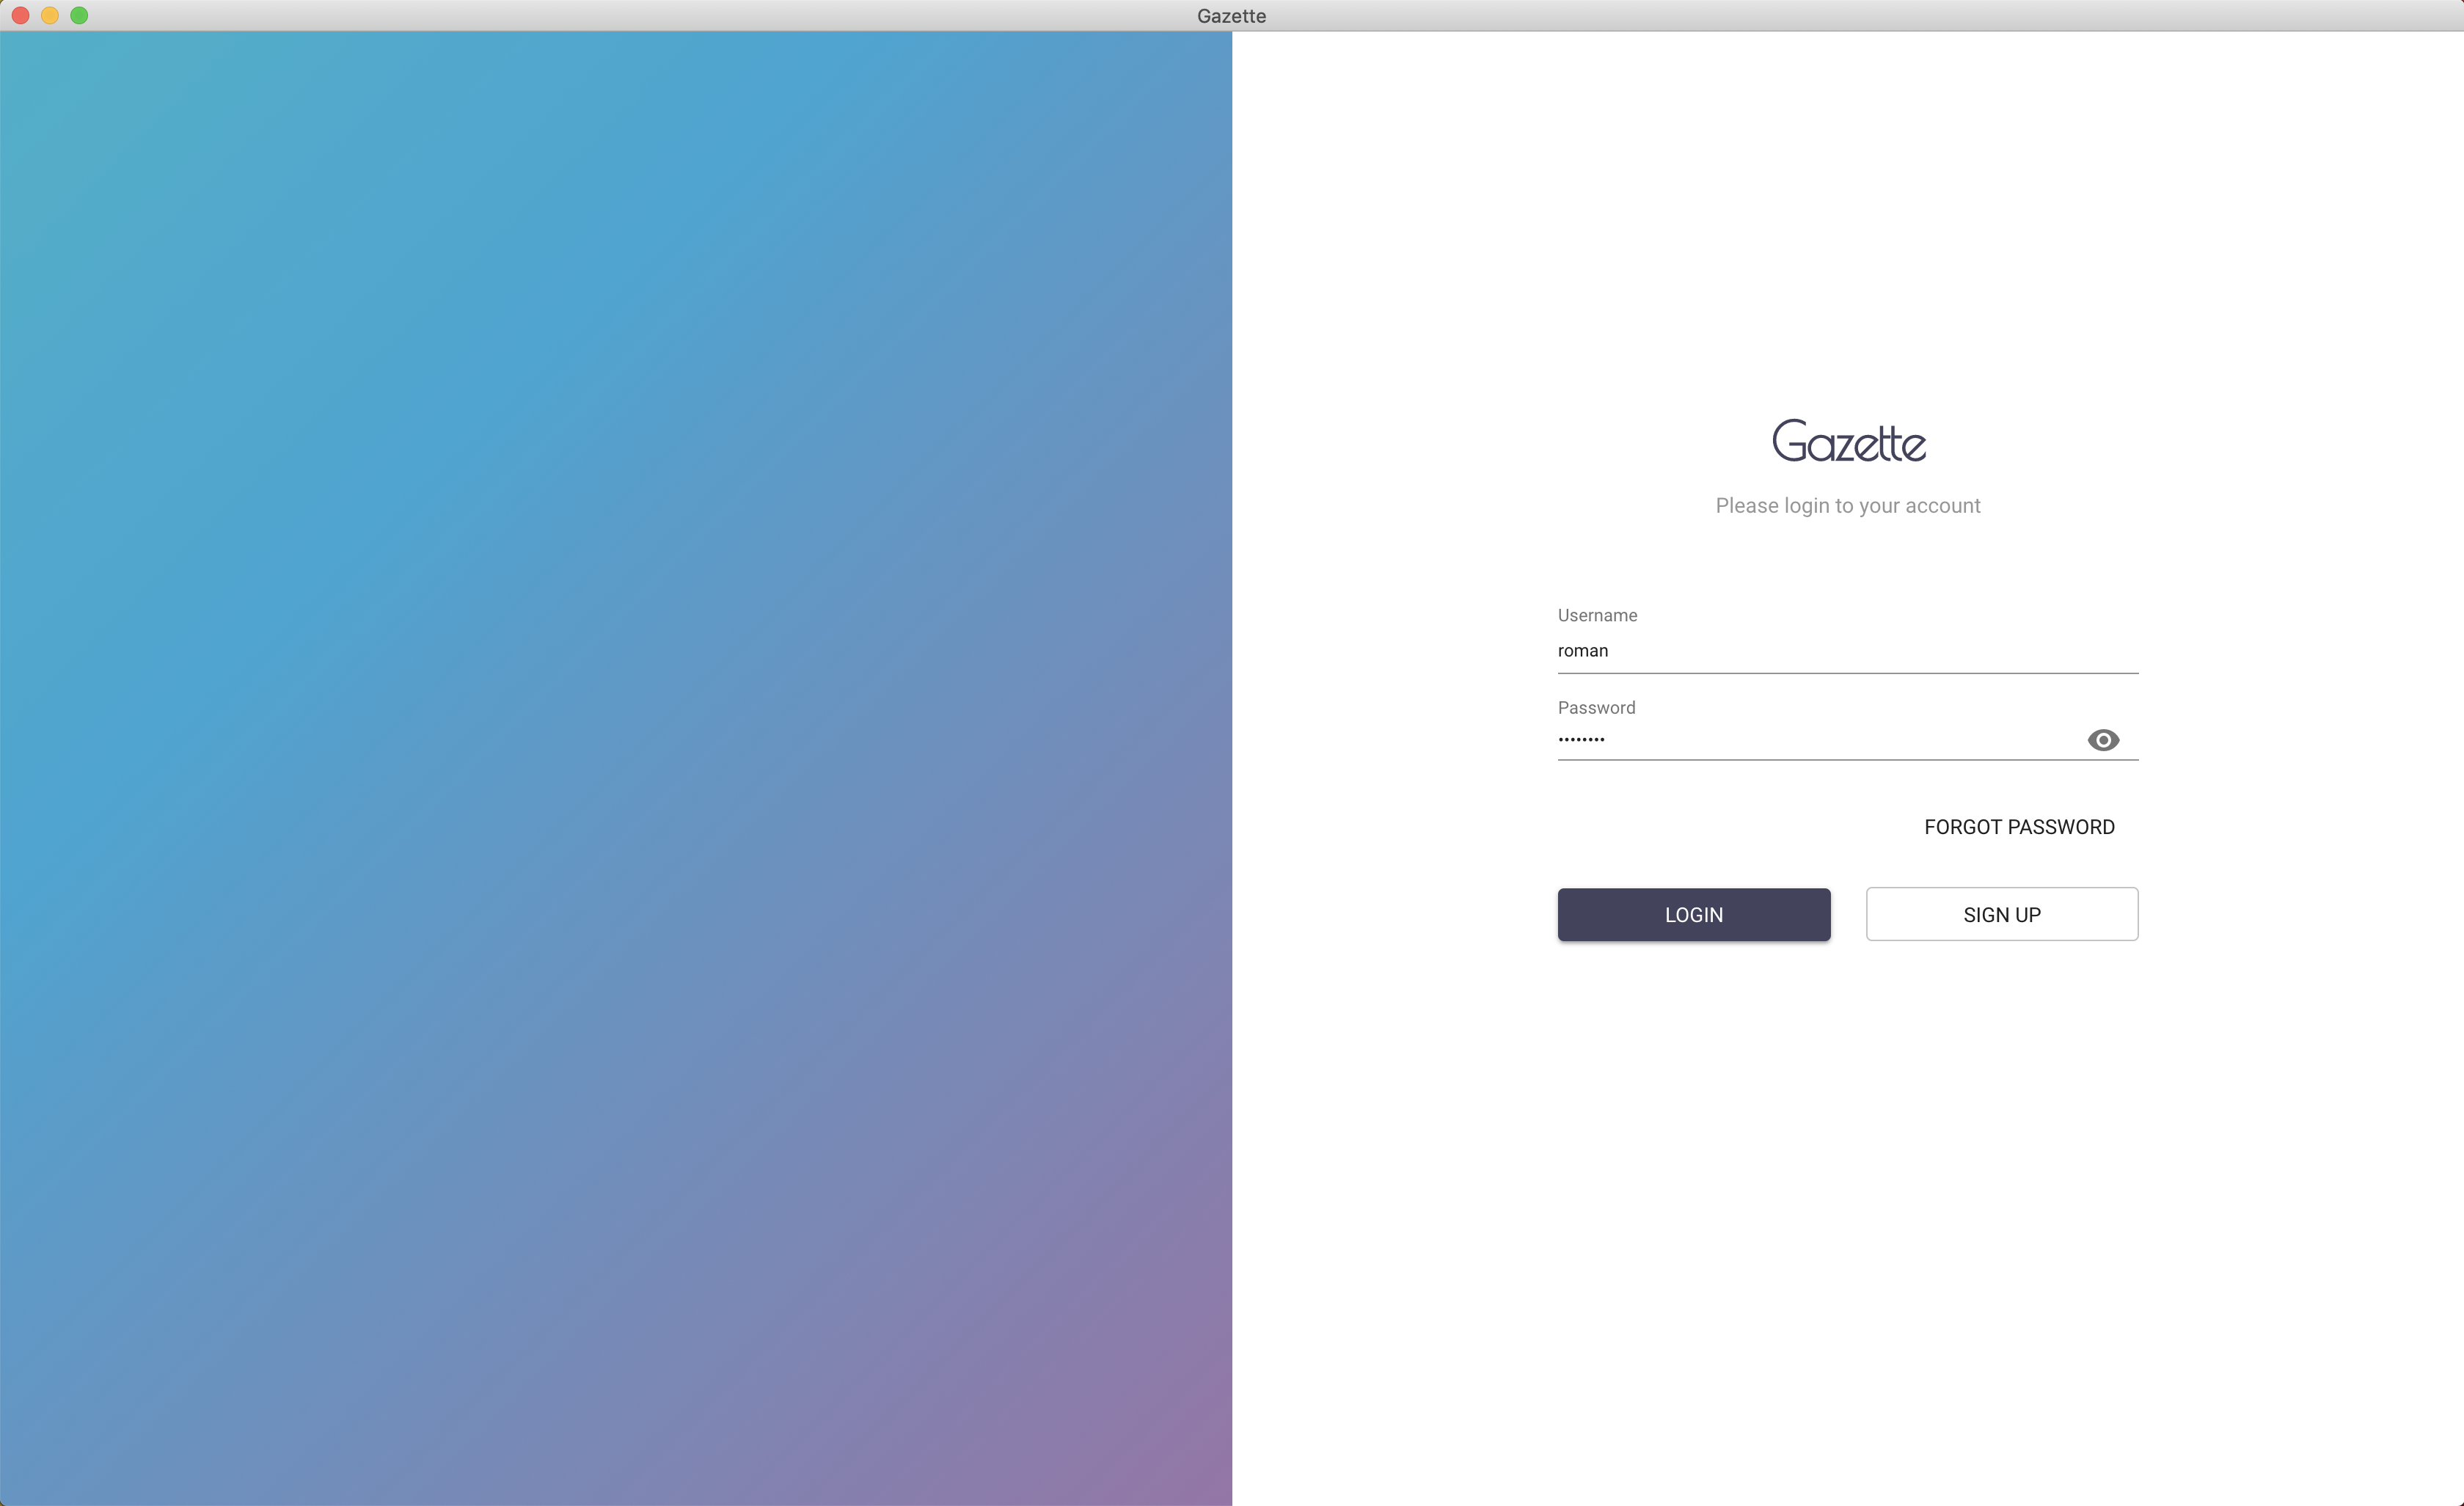 Gazette
Gazette
Please login to your account
Username
roman
Password
••••••••
FORGOT PASSWORD
LOGIN
SIGN UP